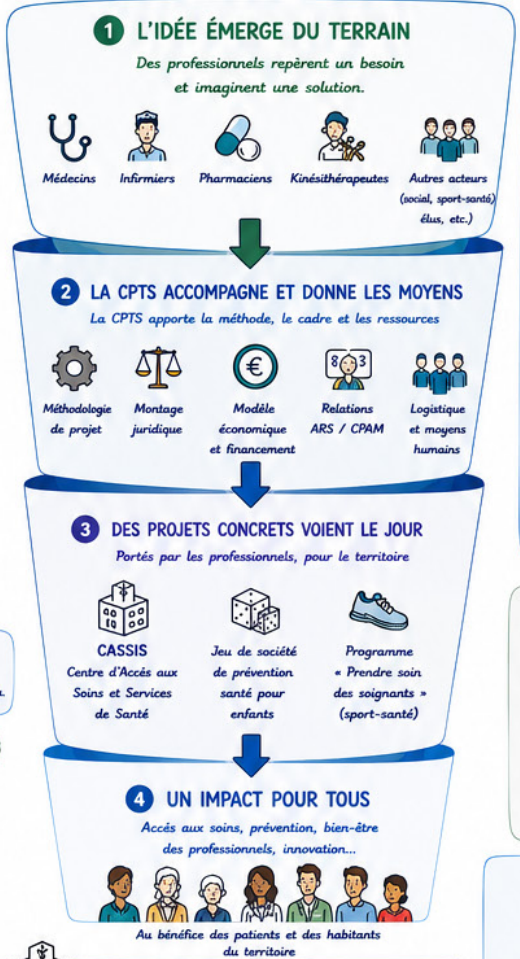 1 L'IDÉE ÉMERGE DU TERRAIN
Des professionnels repèrent un besoin
et imaginent une solution.
Médecins
Infirmiers
Pharmaciens
Kinésithérapeutes
Autres acteurs
(social, sport-santé)
élus, etc.)
2 LA CPTS ACCOMPAGNE ET DONNE LES MOYENS
La CPTS apporte la méthode, le cadre et les ressources
Méthodologie
de projet
Montage
juridique
€
Modèle
économique
et financement
8 3
Relations
ARS / CPAM
Logistique
et moyens
humains
3 DES PROJETS CONCRETS VOIENT LE JOUR
Portés par les professionnels, pour le territoire
CASSIS
Centre d'Accès aux
Soins et Services
de Santé
Jeu de société
de prévention
santé pour
enfants
Programme
« Prendre soin
des soignants »
(sport-santé)
4 UN IMPACT POUR TOUS
Accés aux soins, prévention, bien-être
des professionnels, innovation...
Au bénéfice des patients et des habitants
du territoire